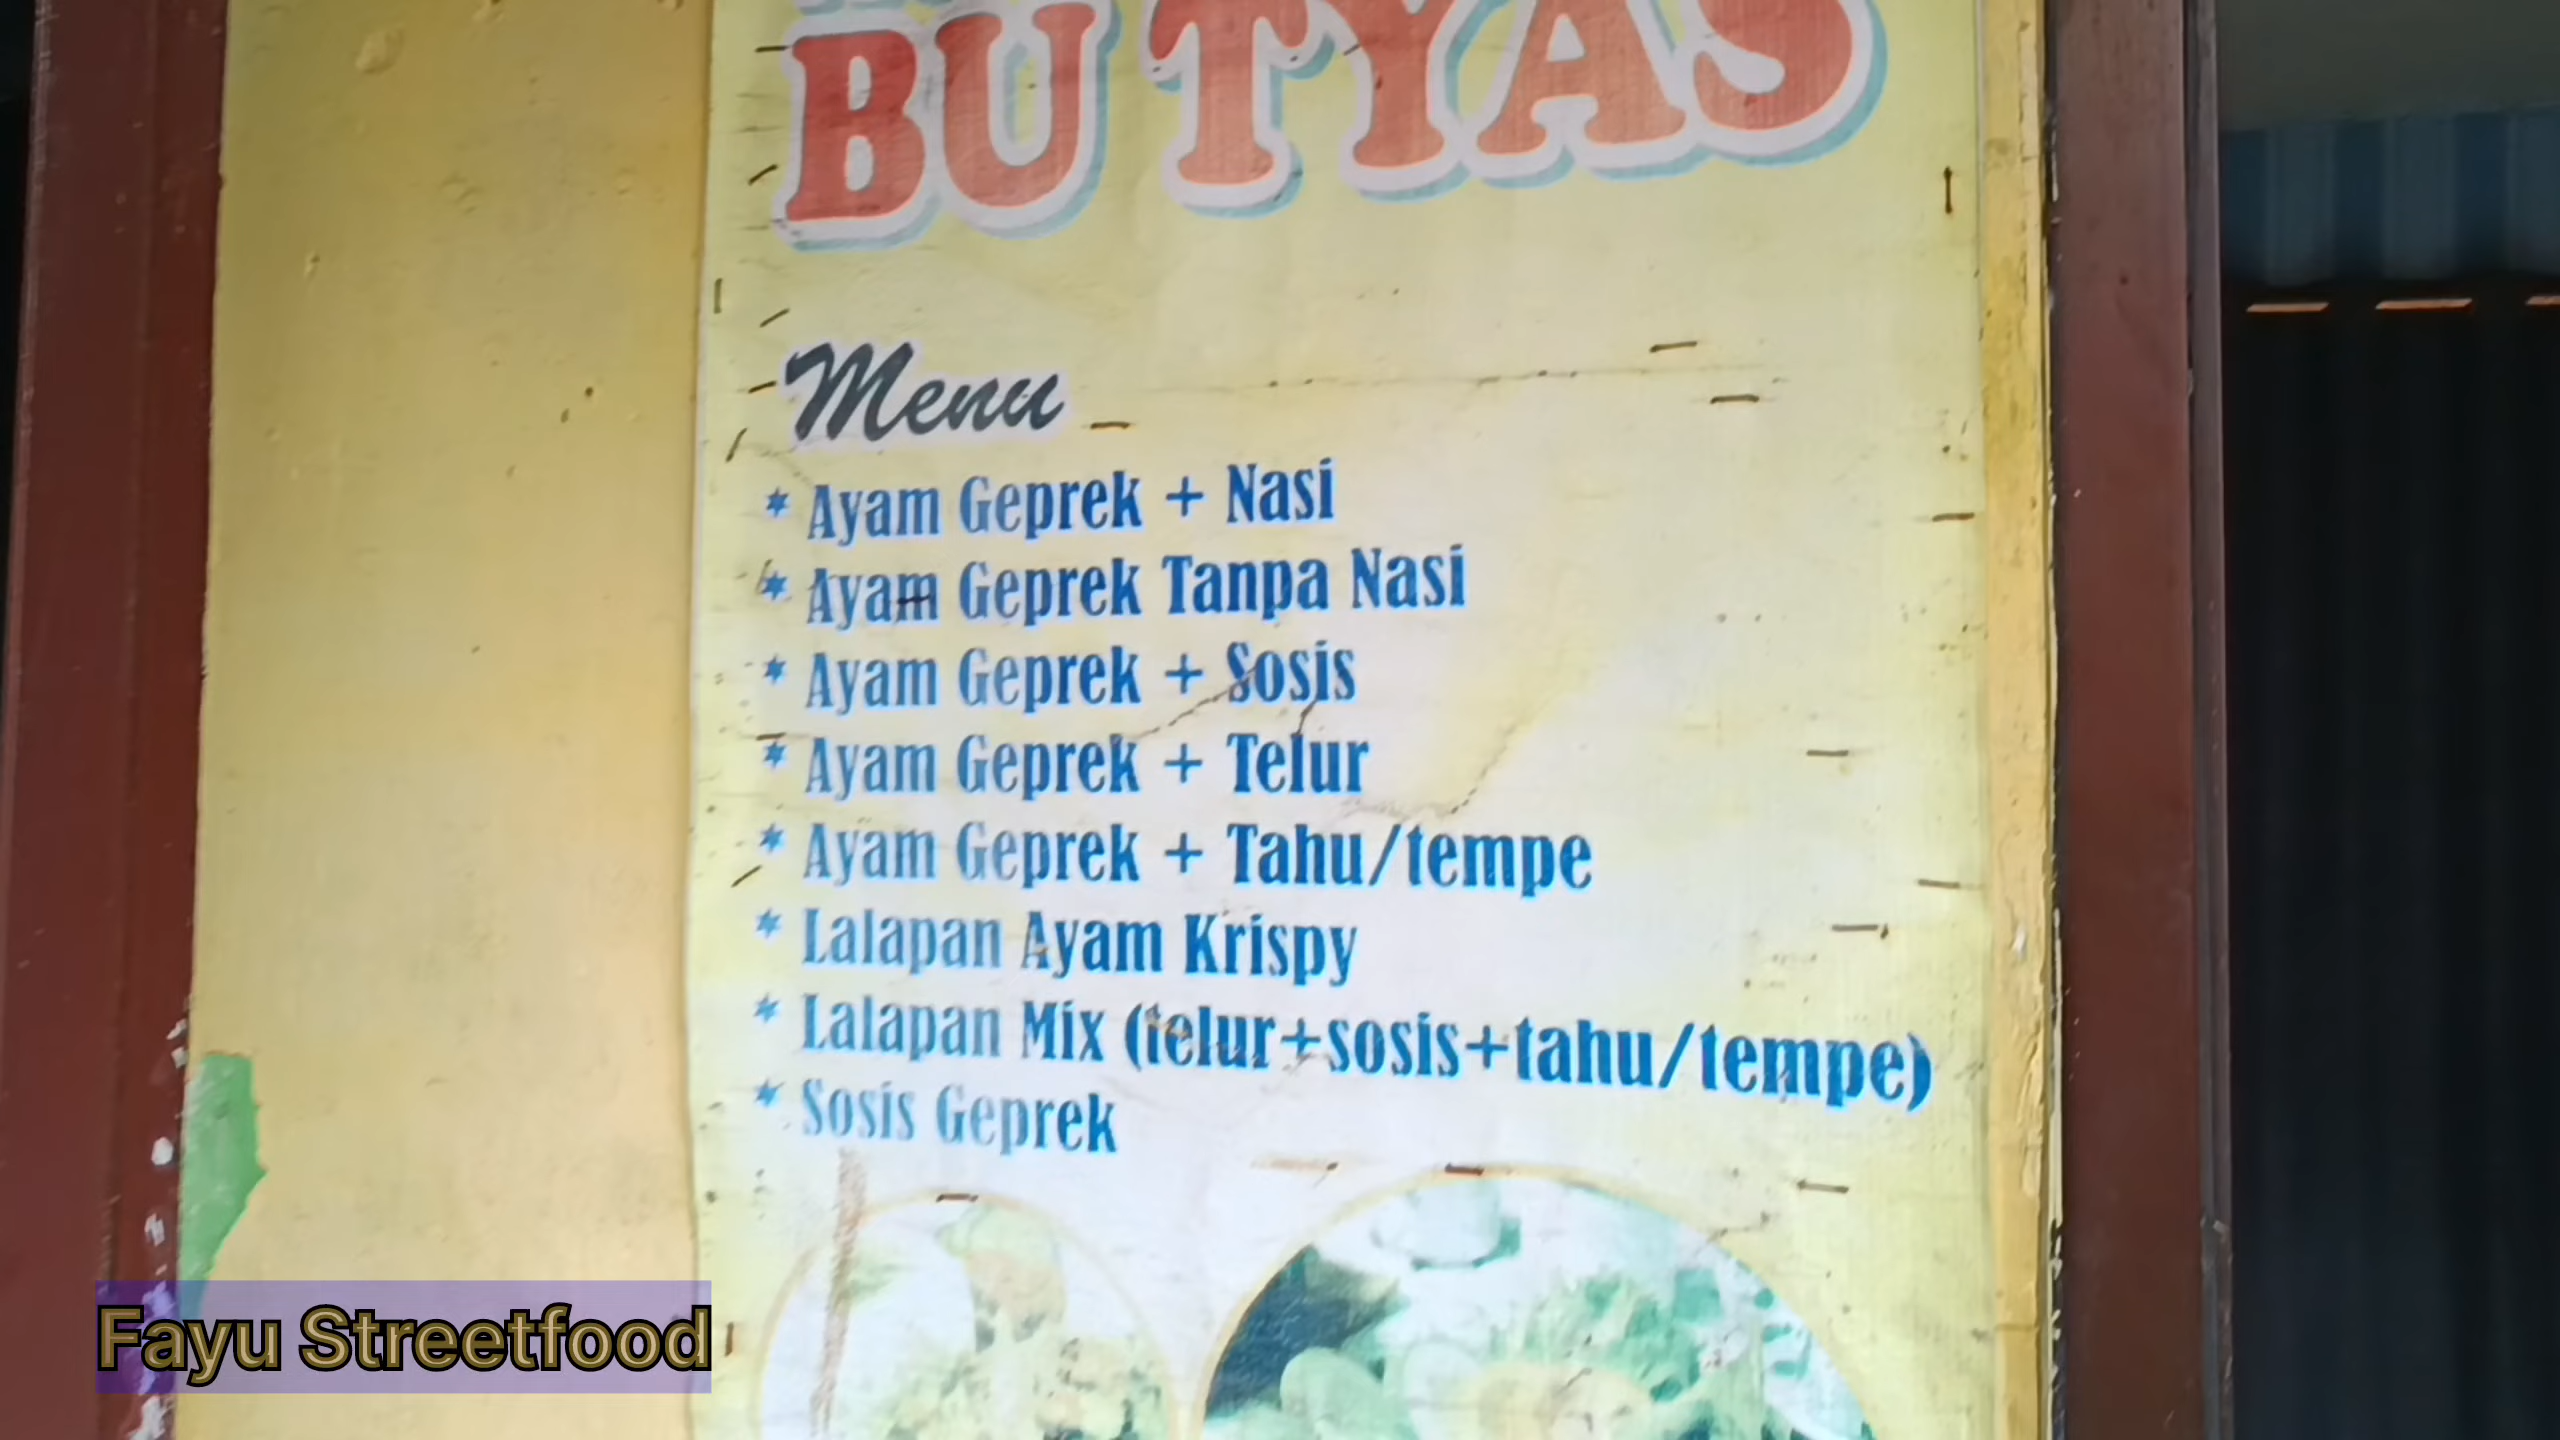 BU TYAS
Menu
* Ayam Geprek + Nasi
* Ayam Geprek Tanpa Nasi
* Ayam Geprek + Sosis
* Ayam Geprek + Telur
* Ayam Geprek + Tahu/tempe
* Lalapan Ayam Krispy
* Lalapan Mix (telur+sosis+tahu/tempe)
* Sosis Geprek
Fayu Streetfood